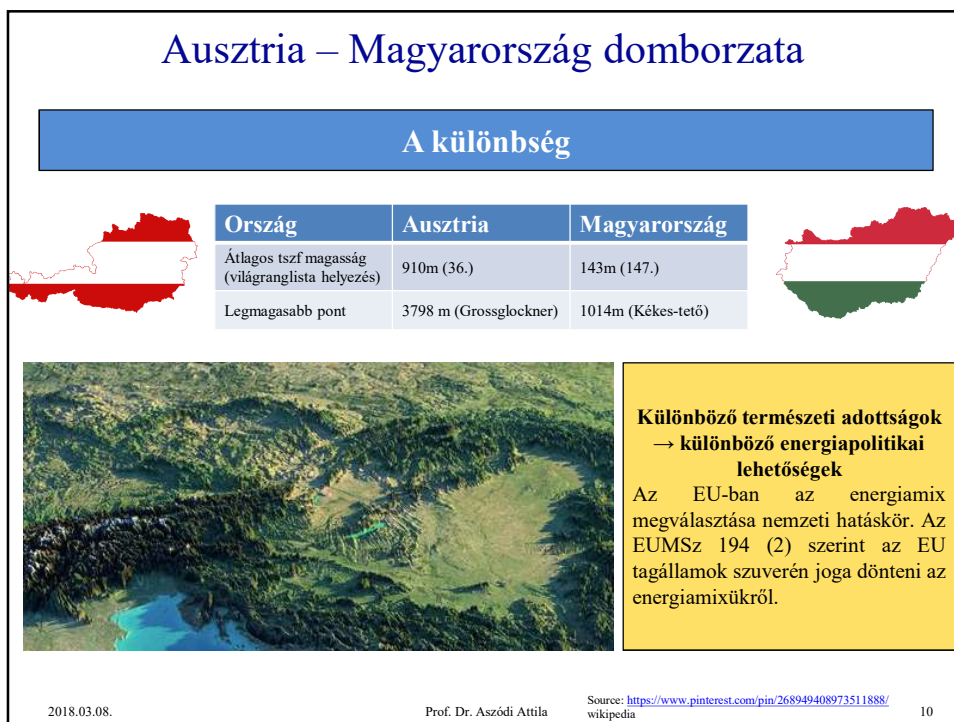 Ausztria – Magyarország domborzata
A különbség
Ország Ausztria Magyarország
Átlagos tszf magasság
(világranglista helyezés) 910m (36.) 143m (147.)
Legmagasabb pont 3798 m (Grossglockner) 1014m (Kékes-tető)
Különböző természeti adottságok
→ különböző energiapolitikai
lehetőségek
Az EU-ban az energiamix
megválasztása nemzeti hatáskör. Az
EUMSz 194 (2) szerint az EU
tagállamok szuverén joga dönteni az
energiamixükről.
2018.03.08.
Prof. Dr. Aszódi Attila
Source: https://www.pinterest.com/pin/268949408973511888/
wikipedia
10